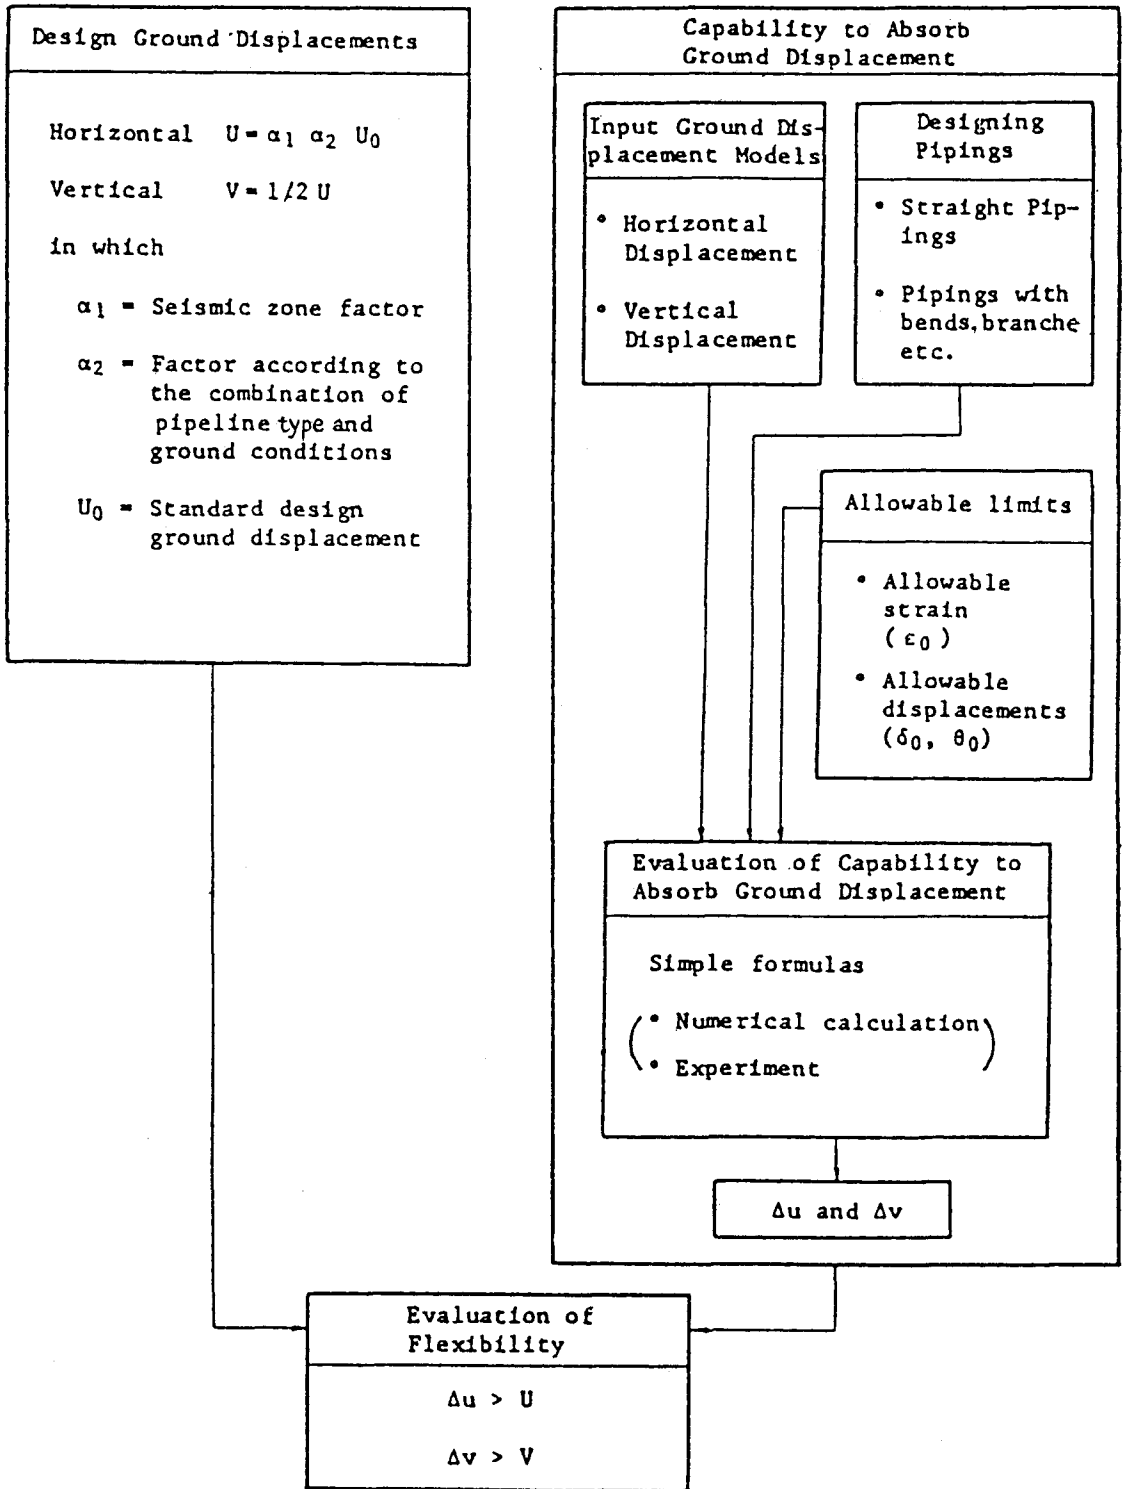 Design Ground Displacements
Horizontal U = α1 α2 U0
Vertical V = 1/2 U
in which
α1 = Seismic zone factor
α2 = Factor according to
the combination of
pipeline type and
ground conditions
U0 = Standard design
ground displacement
Capability to Absorb
Ground Displacement
Input Ground Dis-
placement Models
• Horizontal
Displacement
• Vertical
Displacement
Designing
Pipings
• Straight Pip-
ings
• Pipings with
bends, branche
etc.
Allowable limits
• Allowable
strain
(ε0)
• Allowable
displacements
(δ0, θ0)
Evaluation of Capability to
Absorb Ground Displacement
Simple formulas
(• Numerical calculation
• Experiment)
Δu and Δv
Evaluation of
Flexibility
Δu > U
Δv > V